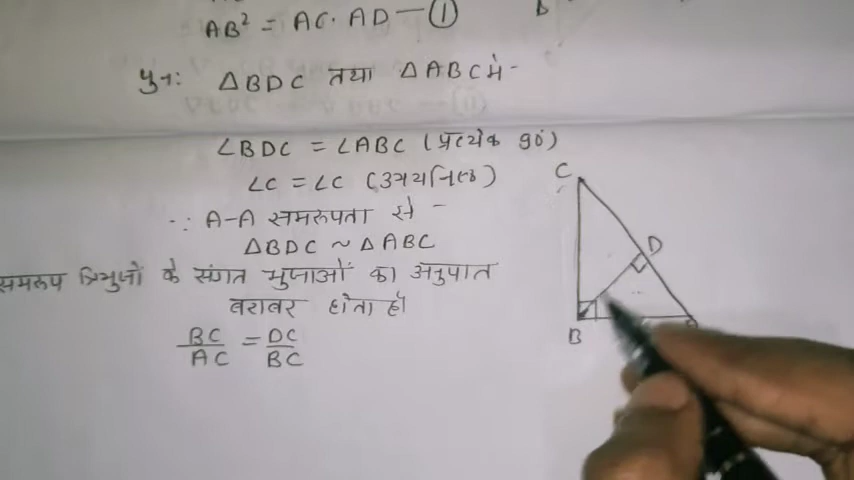 AB² = AC. AD — ①
पुनः ΔBDC तथा ΔABC में -
∠BDC = ∠ABC (प्रत्येक 90°)
∠C = ∠C (उभयनिष्ठ)
∴ A-A समरूपता से -
ΔBDC ~ ΔABC
समरूप त्रिभुजों के संगत भुजाओं का अनुपात
बराबर होता है।
BC/AC = DC/BC
C
D
B